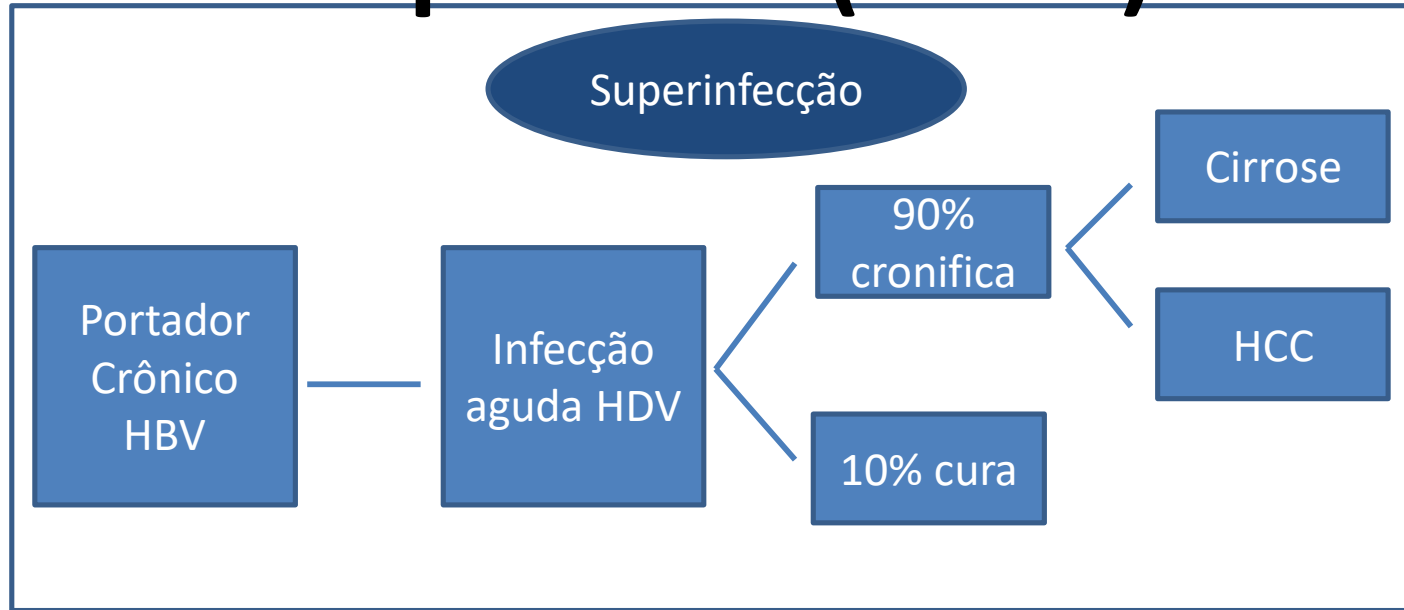 Superinfecção
Portador
Crônico
HBV
Infecção
aguda HDV
90%
cronifica
10% cura
Cirrose
HCC